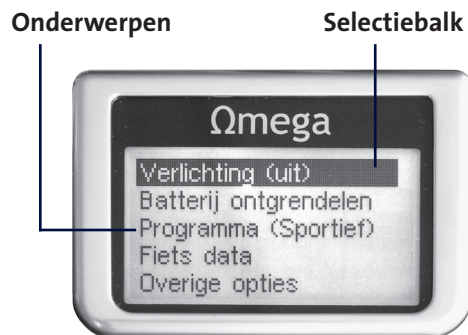 Onderwerpen Selectiebalk
Ωmega
Verlichting (uit)
Batterij ontgrendelen
Programma (Sportief)
Fiets data
Overige opties